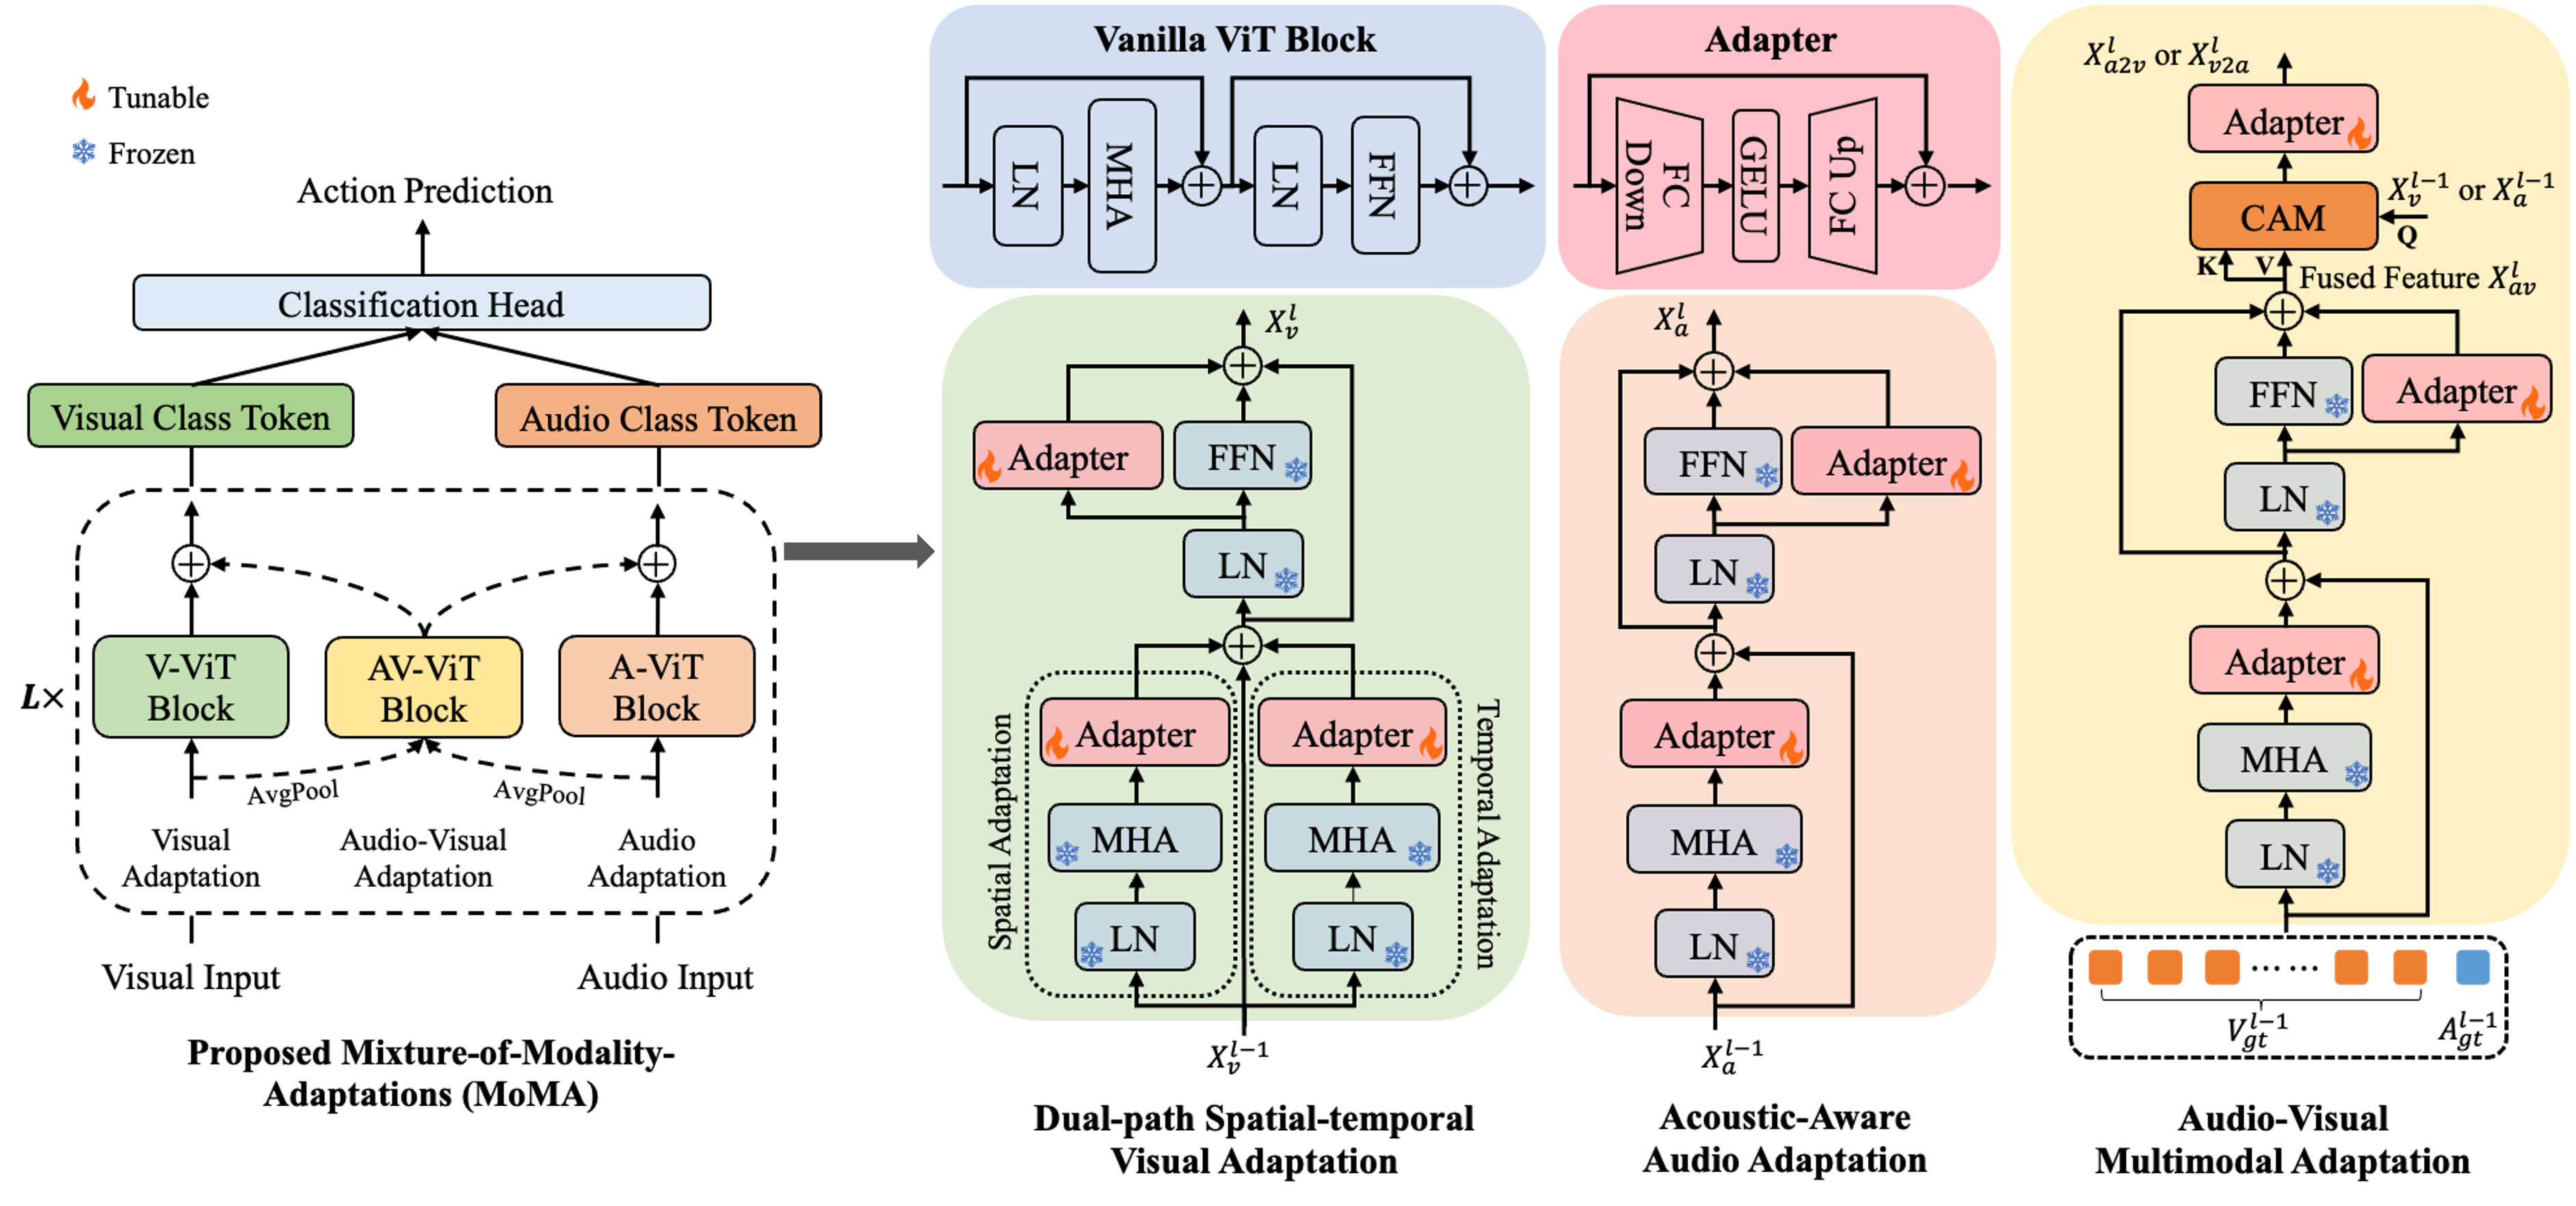 Tunable
Frozen
Action Prediction
Classification Head
Visual Class Token
Audio Class Token
L×
V-ViT
Block
AV-ViT
Block
A-ViT
Block
AvgPool
AvgPool
Visual
Adaptation
Audio-Visual
Adaptation
Audio
Adaptation
Visual Input
Audio Input
Proposed Mixture-of-Modality-
Adaptations (MoMA)
Vanilla ViT Block
LN
MHA
LN
FFN
Adapter
FC
Down
GELU
FC Up
X_v^l
Adapter
FFN
LN
Spatial Adaptation
Adapter
MHA
LN
Adapter
MHA
LN
Temporal Adaptation
X_v^{l−1}
Dual-path Spatial-temporal
Visual Adaptation
X_a^l
FFN
Adapter
LN
Adapter
MHA
LN
X_a^{l−1}
Acoustic-Aware
Audio Adaptation
X_{a2v}^l or X_{v2a}^l
Adapter
CAM
X_v^{l−1} or X_a^{l−1}
Q
K
V
Fused Feature X_{av}^l
FFN
Adapter
LN
Adapter
MHA
LN
······
V_{gt}^{l−1}
A_{gt}^{l−1}
Audio-Visual
Multimodal Adaptation